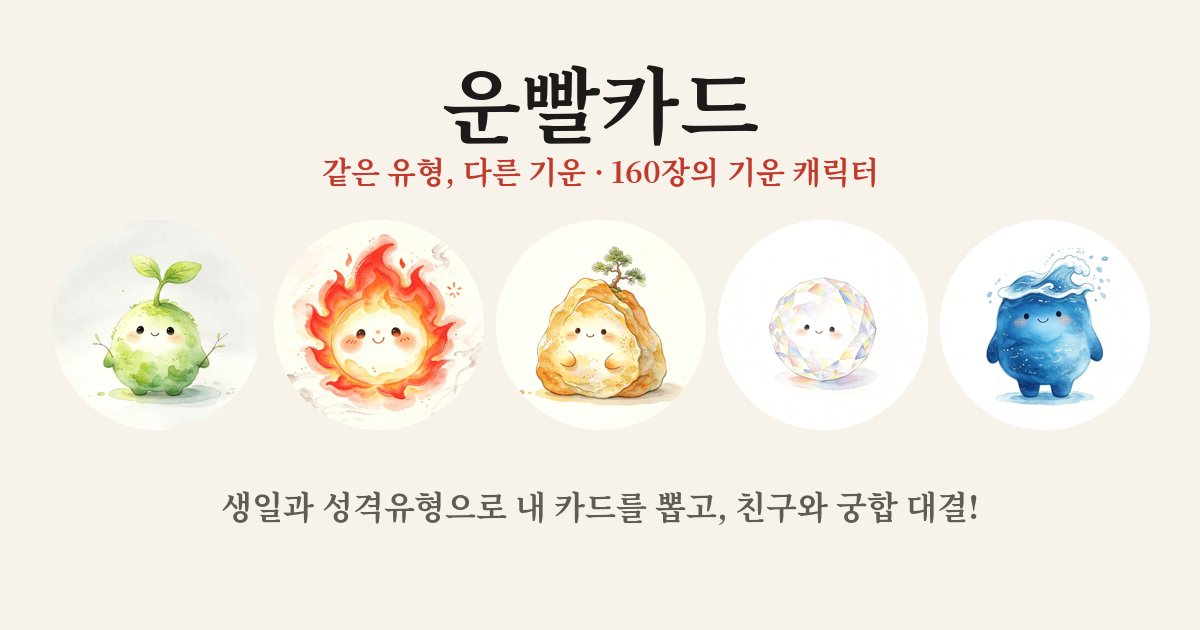 운빨카드
같은 유형, 다른 기운 · 160장의 기운 캐릭터
생일과 성격유형으로 내 카드를 뽑고, 친구와 궁합 대결!